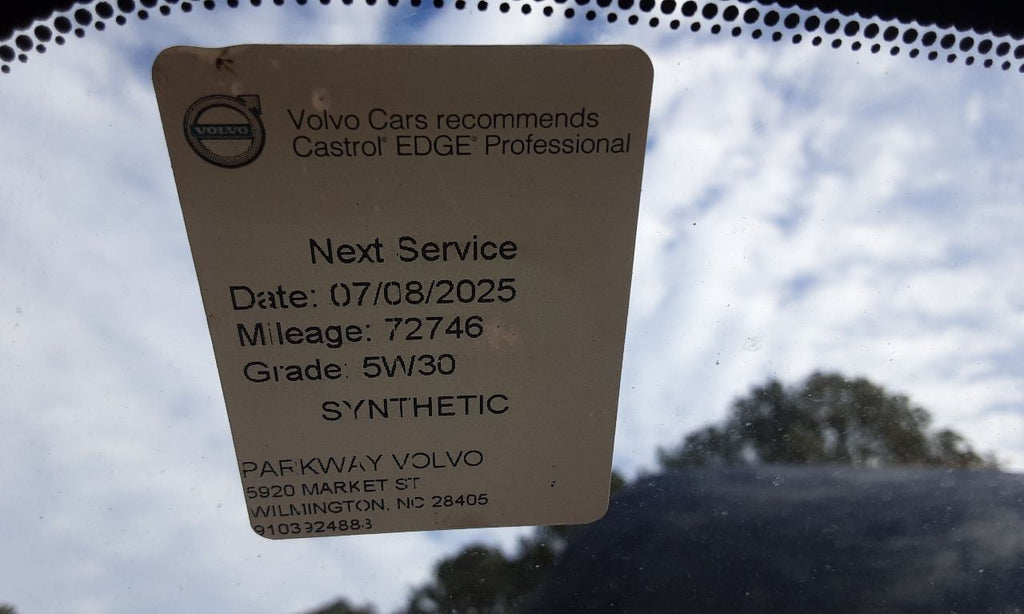 VOLVO
Volvo Cars recommends
Castrol® EDGE® Professional
Next Service
Date: 07/08/2025
Mileage: 72746
Grade: 5W30
SYNTHETIC
PARKWAY VOLVO
5920 MARKET ST
WILMINGTON, NC 28405
9103924883